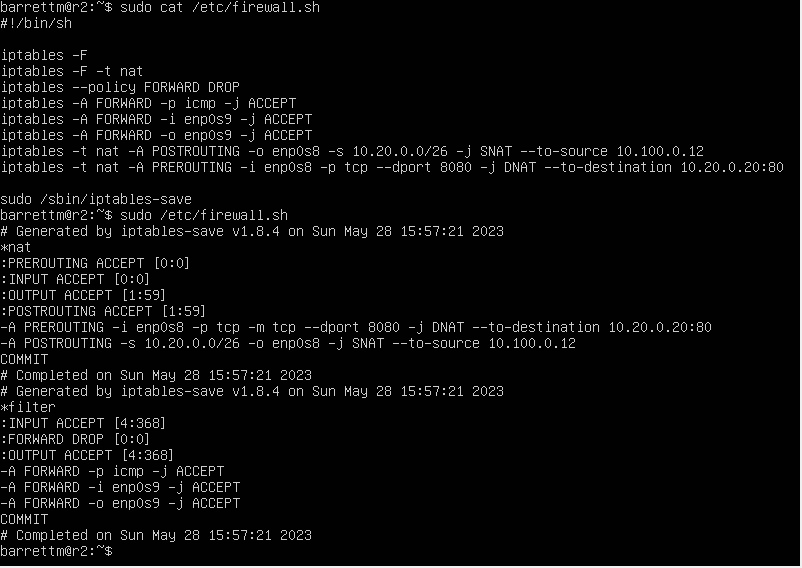 barrettm@r2:~$ sudo cat /etc/firewall.sh
#!/bin/sh
iptables -F
iptables -F -t nat
iptables --policy FORWARD DROP
iptables -A FORWARD -p icmp -j ACCEPT
iptables -A FORWARD -i enp0s9 -j ACCEPT
iptables -A FORWARD -o enp0s9 -j ACCEPT
iptables -t nat -A POSTROUTING -o enp0s8 -s 10.20.0.0/26 -j SNAT --to-source 10.100.0.12
iptables -t nat -A PREROUTING -i enp0s8 -p tcp --dport 8080 -j DNAT --to-destination 10.20.0.20:80
sudo /sbin/iptables-save
barrettm@r2:~$ sudo /etc/firewall.sh
# Generated by iptables-save v1.8.4 on Sun May 28 15:57:21 2023
*nat
:PREROUTING ACCEPT [0:0]
:INPUT ACCEPT [0:0]
:OUTPUT ACCEPT [1:59]
:POSTROUTING ACCEPT [1:59]
-A PREROUTING -i enp0s8 -p tcp -m tcp --dport 8080 -j DNAT --to-destination 10.20.0.20:80
-A POSTROUTING -s 10.20.0.0/26 -o enp0s8 -j SNAT --to-source 10.100.0.12
COMMIT
# Completed on Sun May 28 15:57:21 2023
# Generated by iptables-save v1.8.4 on Sun May 28 15:57:21 2023
*filter
:INPUT ACCEPT [4:368]
:FORWARD DROP [0:0]
:OUTPUT ACCEPT [4:368]
-A FORWARD -p icmp -j ACCEPT
-A FORWARD -i enp0s9 -j ACCEPT
-A FORWARD -o enp0s9 -j ACCEPT
COMMIT
# Completed on Sun May 28 15:57:21 2023
barrettm@r2:~$